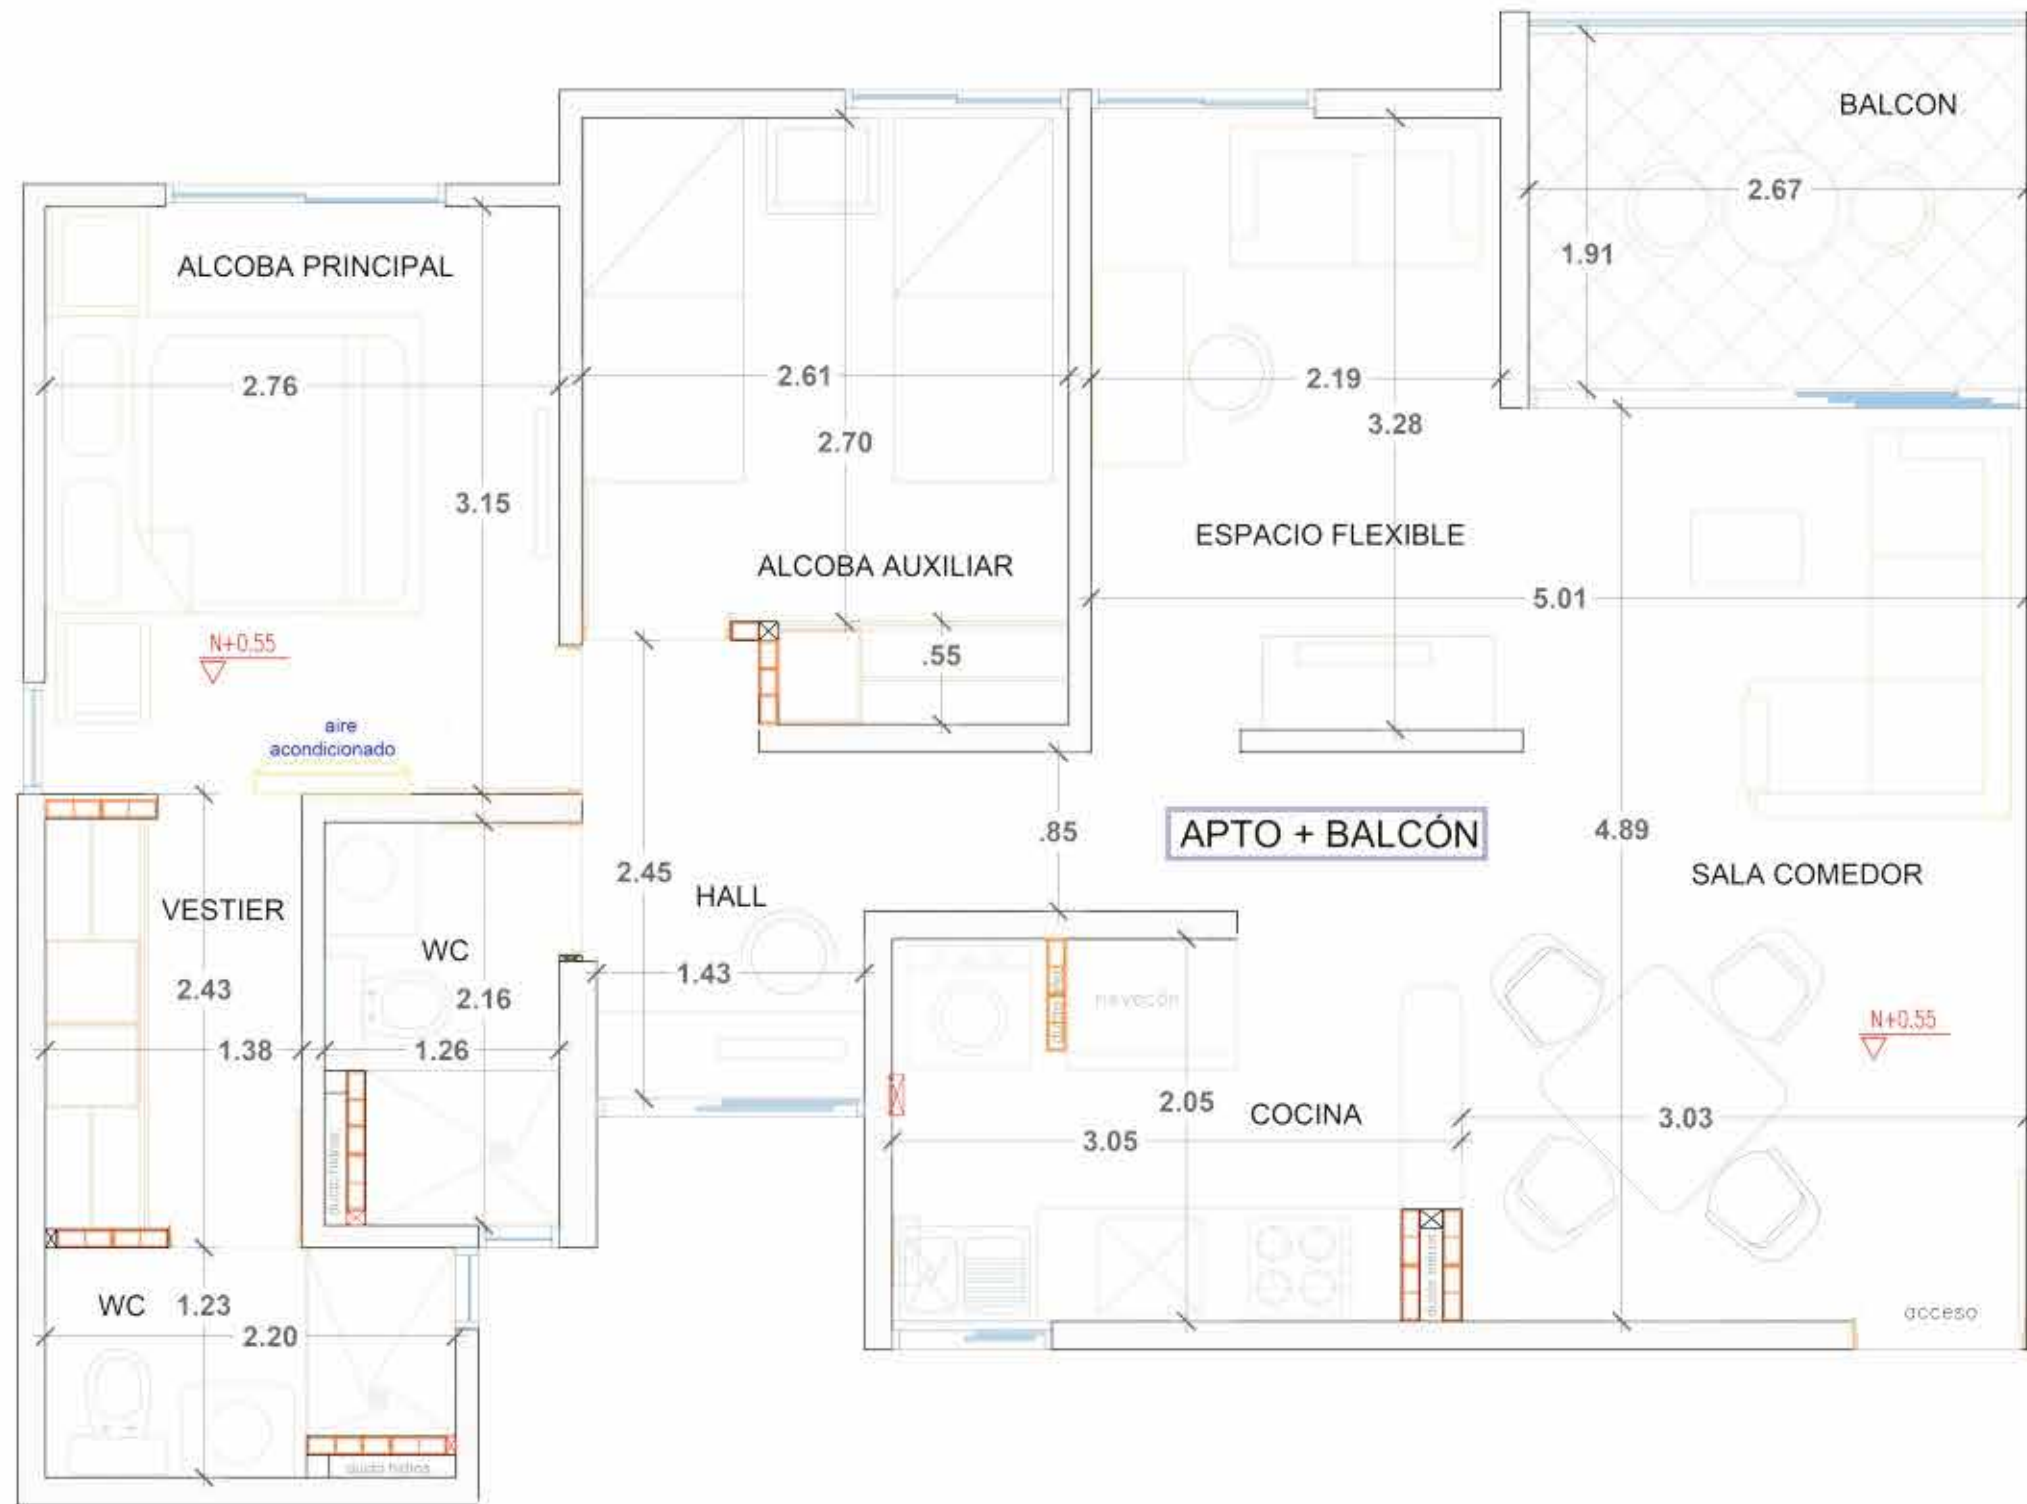 BALCON
2.67
1.91
ALCOBA PRINCIPAL
2.76
3.15
2.61
2.70
2.19
3.28
ESPACIO FLEXIBLE
ALCOBA AUXILIAR
5.01
.55
N+0.55
aire
acondicionado
APTO + BALCÓN
.85
4.89
SALA COMEDOR
2.45
HALL
VESTIER
WC
2.43
2.16
1.43
nevecón
N+0.55
1.38
1.26
2.05
COCINA
3.03
3.05
WC
1.23
2.20
acceso
ducto hidros